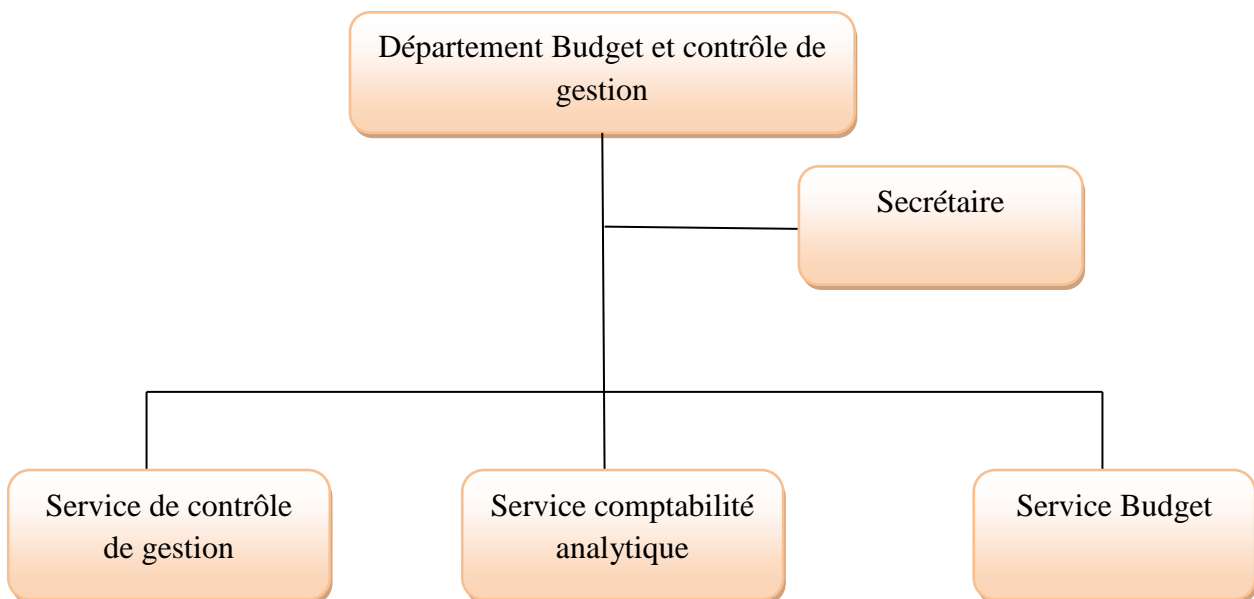 Département Budget et contrôle de
gestion
Secrétaire
Service de contrôle
de gestion
Service comptabilité
analytique
Service Budget